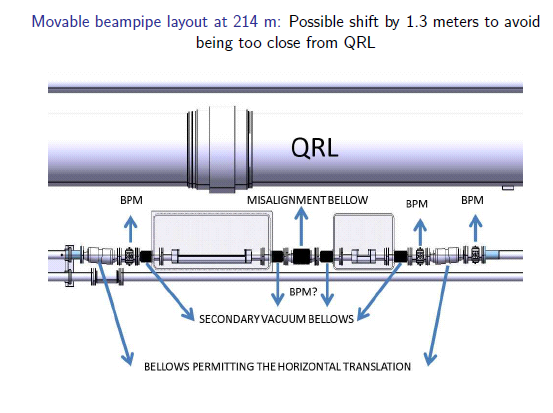 Movable beampipe layout at 214 m: Possible shift by 1.3 meters to avoid
being too close from QRL
QRL
BPM
MISALIGNMENT BELLOW
BPM
BPM
BPM?
SECONDARY VACUUM BELLOWS
BELLOWS PERMITTING THE HORIZONTAL TRANSLATION